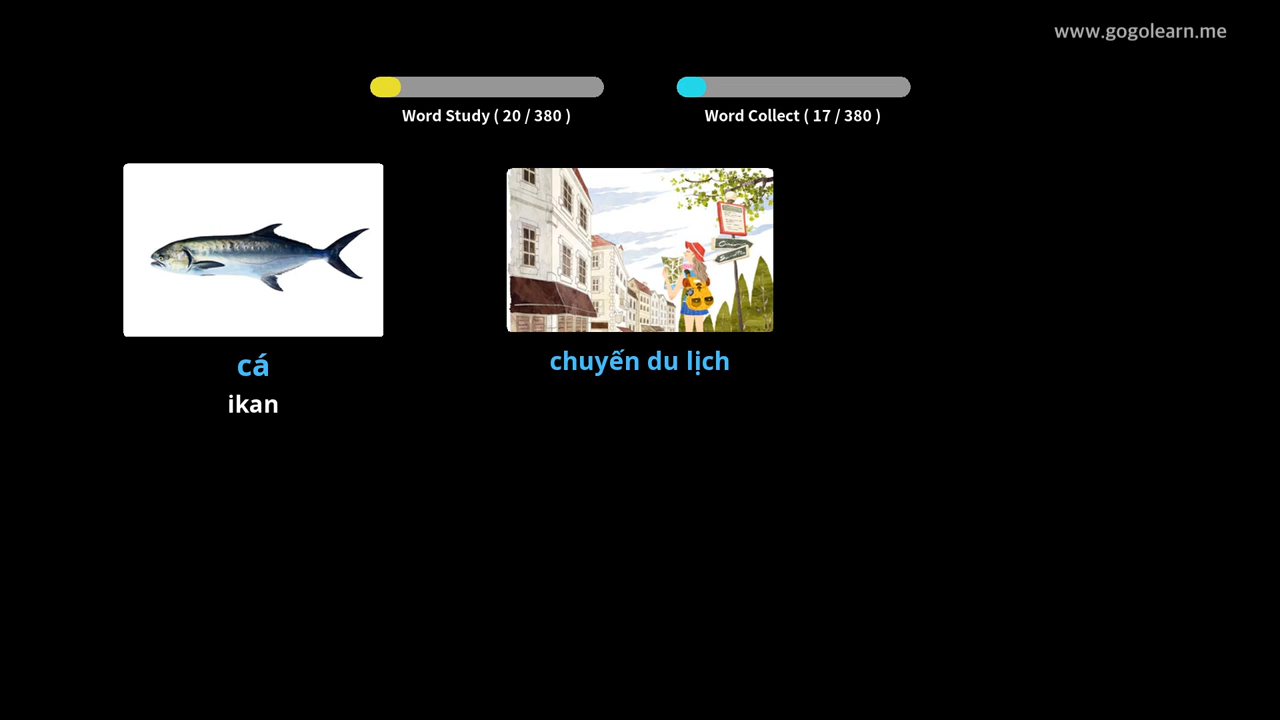 www.gogolearn.me
Word Study ( 20 / 380 )
Word Collect ( 17 / 380 )
cá
ikan
chuyến du lịch